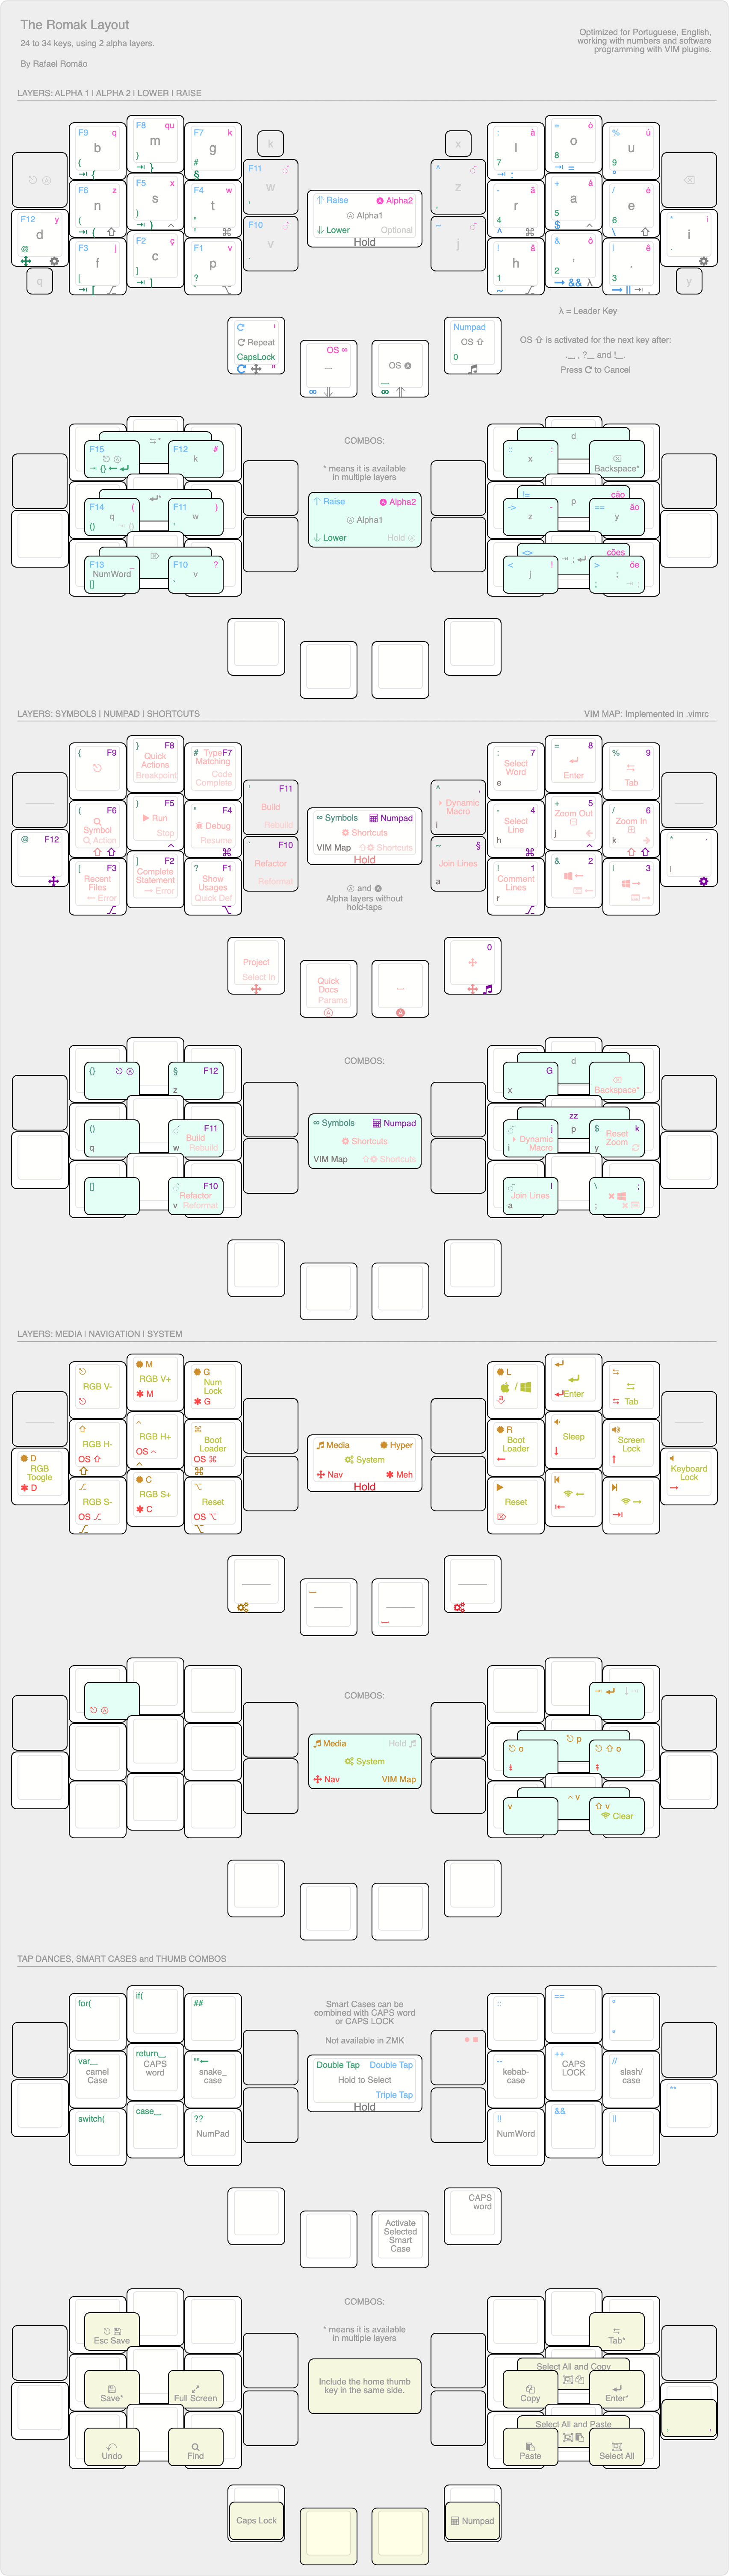 The Romak Layout
24 to 34 keys, using 2 alpha layers.
By Rafael Romão
Optimized for Portuguese, English,
working with numbers and software
programming with VIM plugins.
LAYERS: ALPHA 1 | ALPHA 2 | LOWER | RAISE
F9 q
b
{
F8 qu
m
}
F7 k
g
#
§
k
x
: à
l
7
= ó
o
8
% ú
u
9
F6 z
n
(
F5 x
s
)
F4 t
w
*
F11
w
'
Raise Alpha2
Alpha1
Lower Optional
Hold
^
z
- ã
r
4
+ á
a
5
$
/ é
e
6
\
F12 y
d
@
i
F3 j
f
[
F2 ç
c
]
F1 v
p
?
F10
v
~
j
! â
h
1
& õ
,
2
&& λ
| ê
.
3
||
q
y
λ = Leader Key
Repeat
CapsLock
OS ∞
OS
Numpad
OS ⇧
0
OS ⇧ is activated for the next key after:
._ , ?_ and !_.
Press to Cancel
COMBOS:
* means it is available
in multiple layers
F15
{}
F12 #
k
F14 (
q
()
F11 )
w
F13 _
NumWord
[]
F10 ?
v
Raise Alpha2
Alpha1
Lower Hold
d
:: :
x
Backspace*
!= ção
p
-> -
z
== ão
y
<> ções
< !
j
> õe
;
;
LAYERS: SYMBOLS | NUMPAD | SHORTCUTS
VIM MAP: Implemented in .vimrc
{ F9
} F8
Quick
Actions
Breakpoint
# F7
Type
Matching
Code
Complete
( F6
Symbol
Action
) F5
Run
Stop
* F4
Debug
Resume
' F11
Build
Rebuild
@ F12
[ F3
Recent
Files
← Error
] F2
Complete
Statement
→ Error
? F1
Show
Usages
Quick Def
F10
Refactor
Reformat
∞ Symbols Numpad
Shortcuts
VIM Map Shortcuts
Hold
Ⓐ and
Alpha layers without
hold-taps
^ ,
Dynamic
Macro
i
: 7
Select
Word
e
= 8
Enter
% 9
Tab
- 4
Select
Line
h
+ 5
Zoom Out
j
/ 6
Zoom In
k
~ §
Join Lines
a
! 1
Comment
Lines
r
& 2
| 3
Project
Select In
Quick
Docs
Params
0
COMBOS:
{}
§ F12
z
()
q
F11
Build
w Rebuild
[]
F10
Refactor
v Reformat
∞ Symbols Numpad
Shortcuts
VIM Map Shortcuts
d
G
x
Backspace*
zz
p
j
Dynamic
i Macro
$ k
Reset
y Zoom
Join Lines
a
\ ;
;
LAYERS: MEDIA | NAVIGATION | SYSTEM
RGB V-
M
RGB V+
M
G
Num
Lock
G
RGB H-
OS ⇧
RGB H+
OS
Boot
Loader
OS ⌘
D
RGB
Toogle
D
RGB S-
OS
C
RGB S+
C
Reset
OS ⌥
Media Hyper
System
Nav Meh
Hold
L
/
a
Enter
Tab
R
Boot
Loader
Sleep
Screen
Lock
Keyboard
Lock
Reset
COMBOS:
Media Hold
System
Nav VIM Map
p
o
o
v
v
v
Clear
TAP DANCES, SMART CASES and THUMB COMBOS
for(
if(
##
Smart Cases can be
combined with CAPS word
or CAPS LOCK
Not available in ZMK
::
==
var_
camel
Case
return_
CAPS
word
snake_
case
Double Tap Double Tap
Hold to Select
Triple Tap
Hold
--
kebab-
case
++
CAPS
LOCK
//
slash/
case
switch(
case_
??
NumPad
!!
NumWord
&&
||
Activate
Selected
Smart
Case
CAPS
word
COMBOS:
* means it is available
in multiple layers
Include the home thumb
key in the same side.
Esc Save
Save*
Full Screen
Undo
Find
Tab*
Select All and Copy
Copy
Enter*
Select All and Paste
Paste
Select All
Caps Lock
Numpad